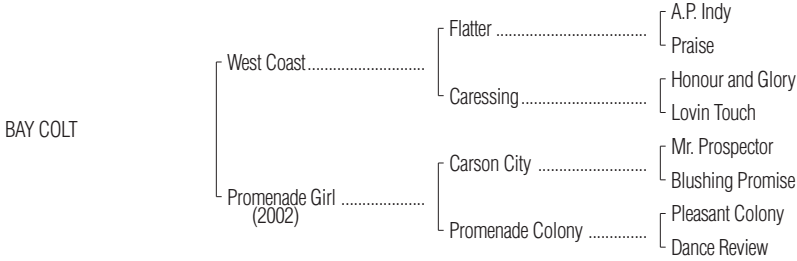 A.P. Indy
Flatter ....................................
Praise
West Coast............................
Honour and Glory
Caressing..............................
Lovin Touch
BAY COLT
Mr. Prospector
Carson City ..........................
Blushing Promise
Promenade Girl ....................
(2002)
Pleasant Colony
Promenade Colony ..............
Dance Review